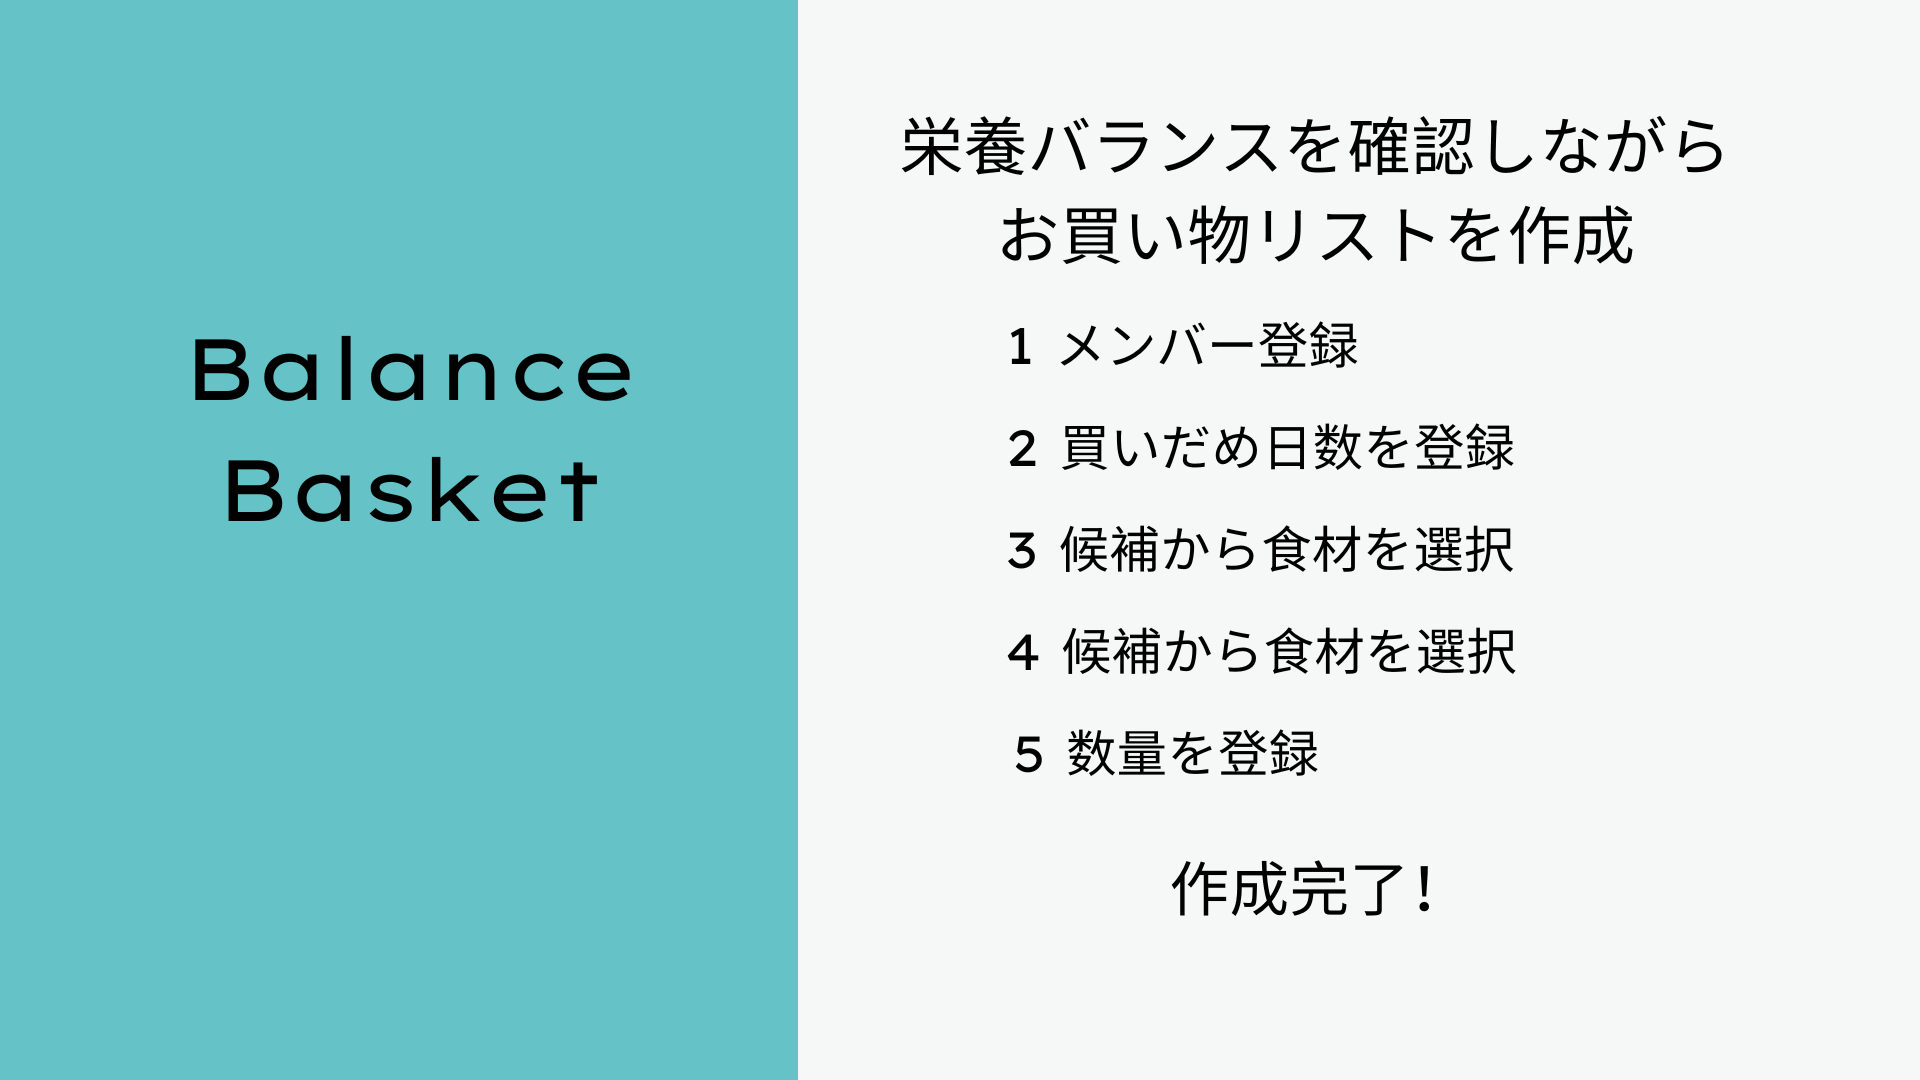 Balance
Basket
栄養バランスを確認しながら
お買い物リストを作成
1 メンバー登録
2 買いだめ日数を登録
3 候補から食材を選択
4 候補から食材を選択
5 数量を登録
作成完了！